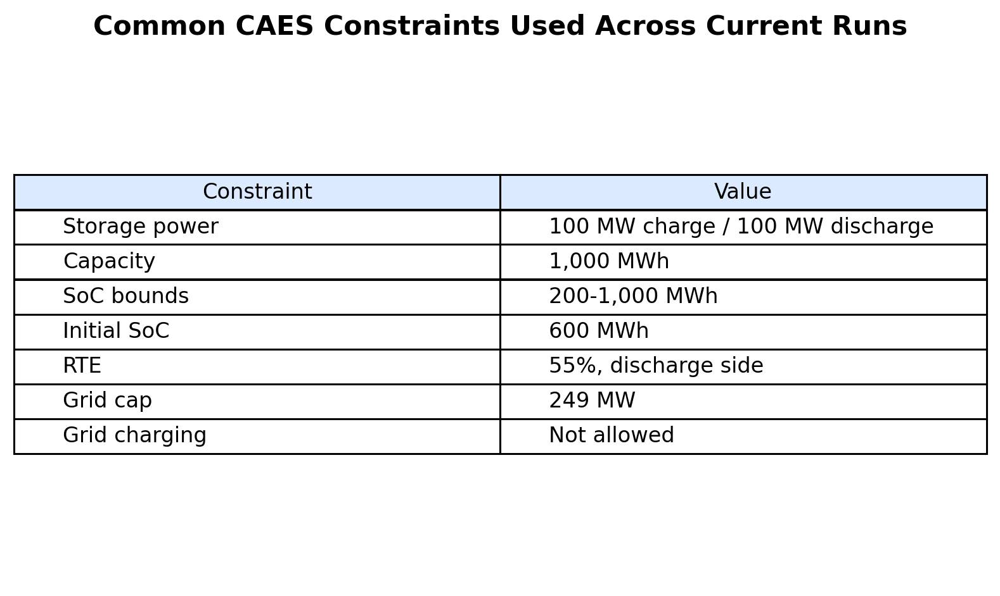 Common CAES Constraints Used Across Current Runs
Constraint Value
Storage power 100 MW charge / 100 MW discharge
Capacity 1,000 MWh
SoC bounds 200-1,000 MWh
Initial SoC 600 MWh
RTE 55%, discharge side
Grid cap 249 MW
Grid charging Not allowed